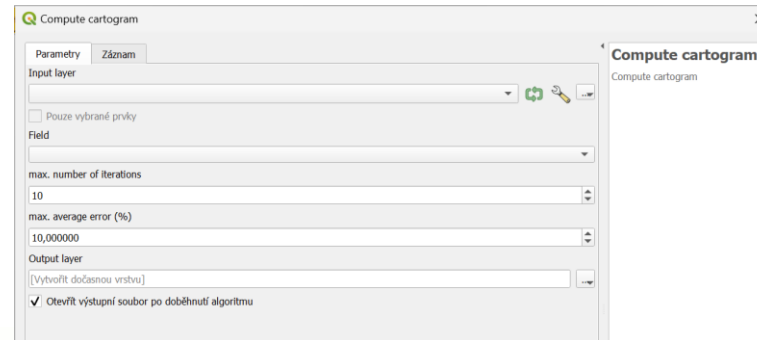 Compute cartogram
Parametry
Záznam
Input layer
Pouze vybrané prvky
Field
max. number of iterations
10
max. average error (%)
10,000000
Output layer
[Vytvořit dočasnou vrstvu]
Otevřít výstupní soubor po doběhnutí algoritmu
Compute cartogram
Compute cartogram